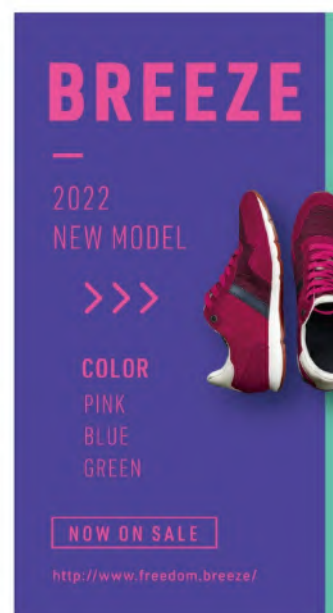 BREEZE
2022
NEW MODEL
>>>
COLOR
PINK
BLUE
GREEN
NOW ON SALE
http://www.freedom.breeze/